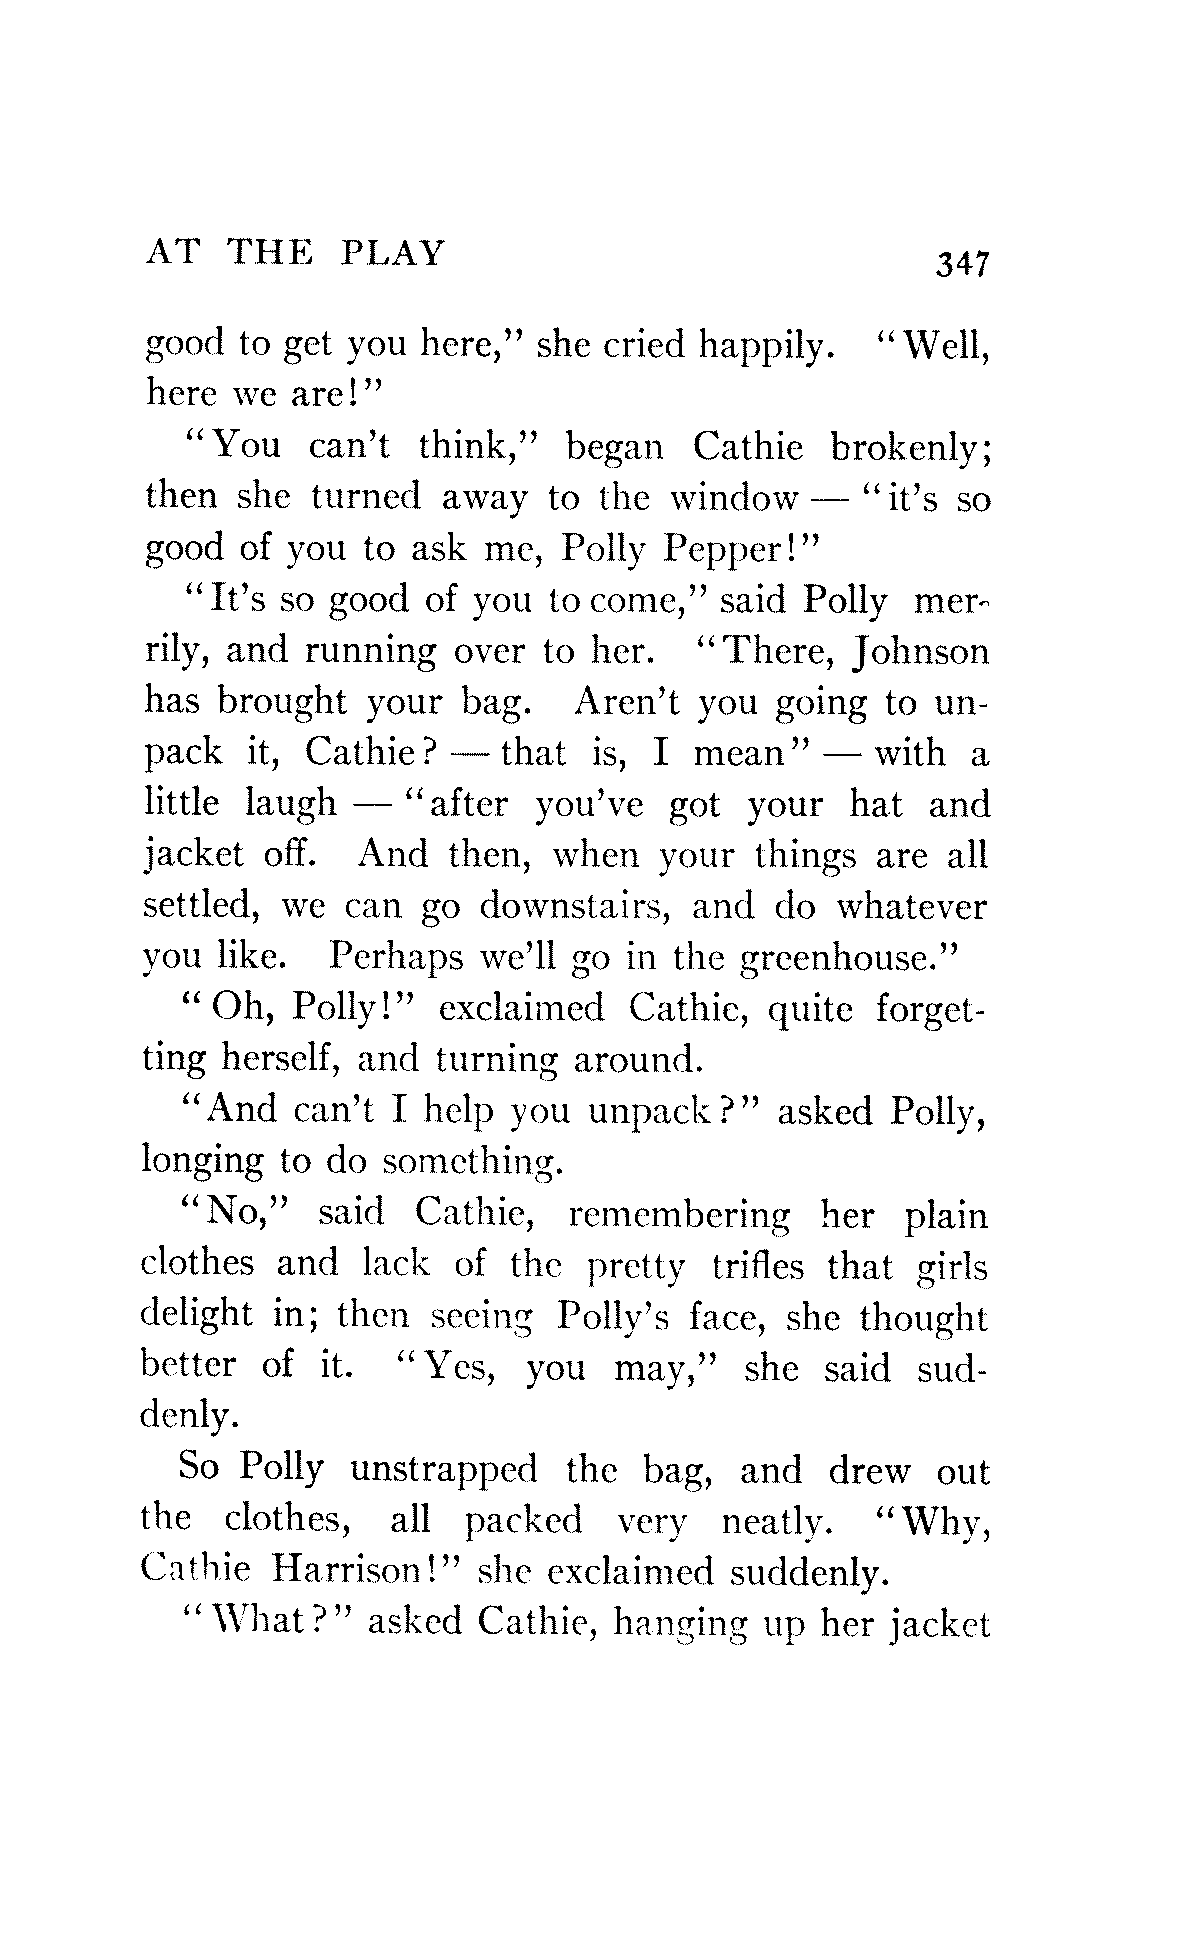 AT THE PLAY 347
good to get you here," she cried happily. "Well,
here we are!"
"You can't think," began Cathie brokenly;
then she turned away to the window — "it's so
good of you to ask me, Polly Pepper!"
"It's so good of you to come," said Polly mer-
rily, and running over to her. "There, Johnson
has brought your bag. Aren't you going to un-
pack it, Cathie? — that is, I mean" — with a
little laugh — "after you've got your hat and
jacket off. And then, when your things are all
settled, we can go downstairs, and do whatever
you like. Perhaps we'll go in the greenhouse."
"Oh, Polly!" exclaimed Cathie, quite forget-
ting herself, and turning around.
"And can't I help you unpack?" asked Polly,
longing to do something.
"No," said Cathie, remembering her plain
clothes and lack of the pretty trifles that girls
delight in; then seeing Polly's face, she thought
better of it. "Yes, you may," she said sud-
denly.
So Polly unstrapped the bag, and drew out
the clothes, all packed very neatly. "Why,
Cathie Harrison!" she exclaimed suddenly.
"What?" asked Cathie, hanging up her jacket